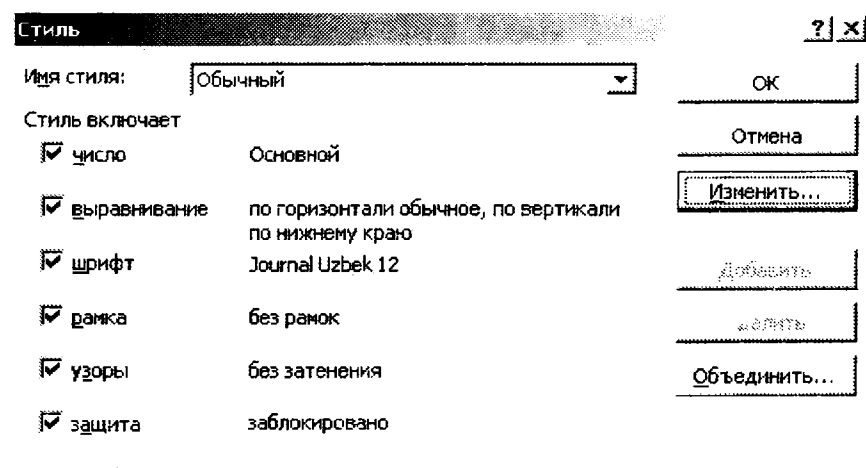 Стиль
Имя стиля: Обычный
ОК
Стиль включает
Отмена
число Основной
Изменить...
выравнивание по горизонтали обычное, по вертикали
по нижнему краю
шрифт Journal Uzbek 12
Добавить
рамка без рамок
узоры без затенения
Объединить...
защита заблокировано